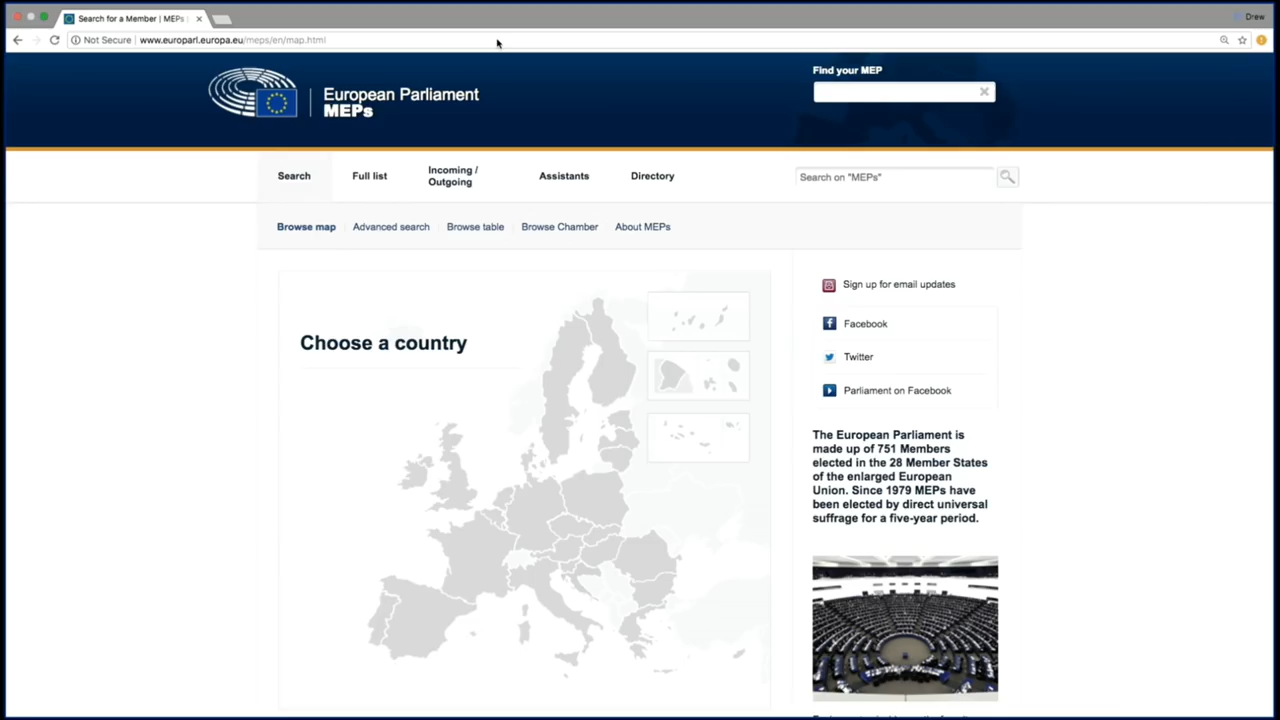 Search for a Member | MEPs
Drew
Not Secure
www.europarl.europa.eu/meps/en/map.html
Find your MEP
European Parliament
MEPs
Search
Full list
Incoming /
Outgoing
Assistants
Directory
Search on "MEPs"
Browse map
Advanced search
Browse table
Browse Chamber
About MEPs
Choose a country
Sign up for email updates
Facebook
Twitter
Parliament on Facebook
The European Parliament is
made up of 751 Members
elected in the 28 Member States
of the enlarged European
Union. Since 1979 MEPs have
been elected by direct universal
suffrage for a five-year period.